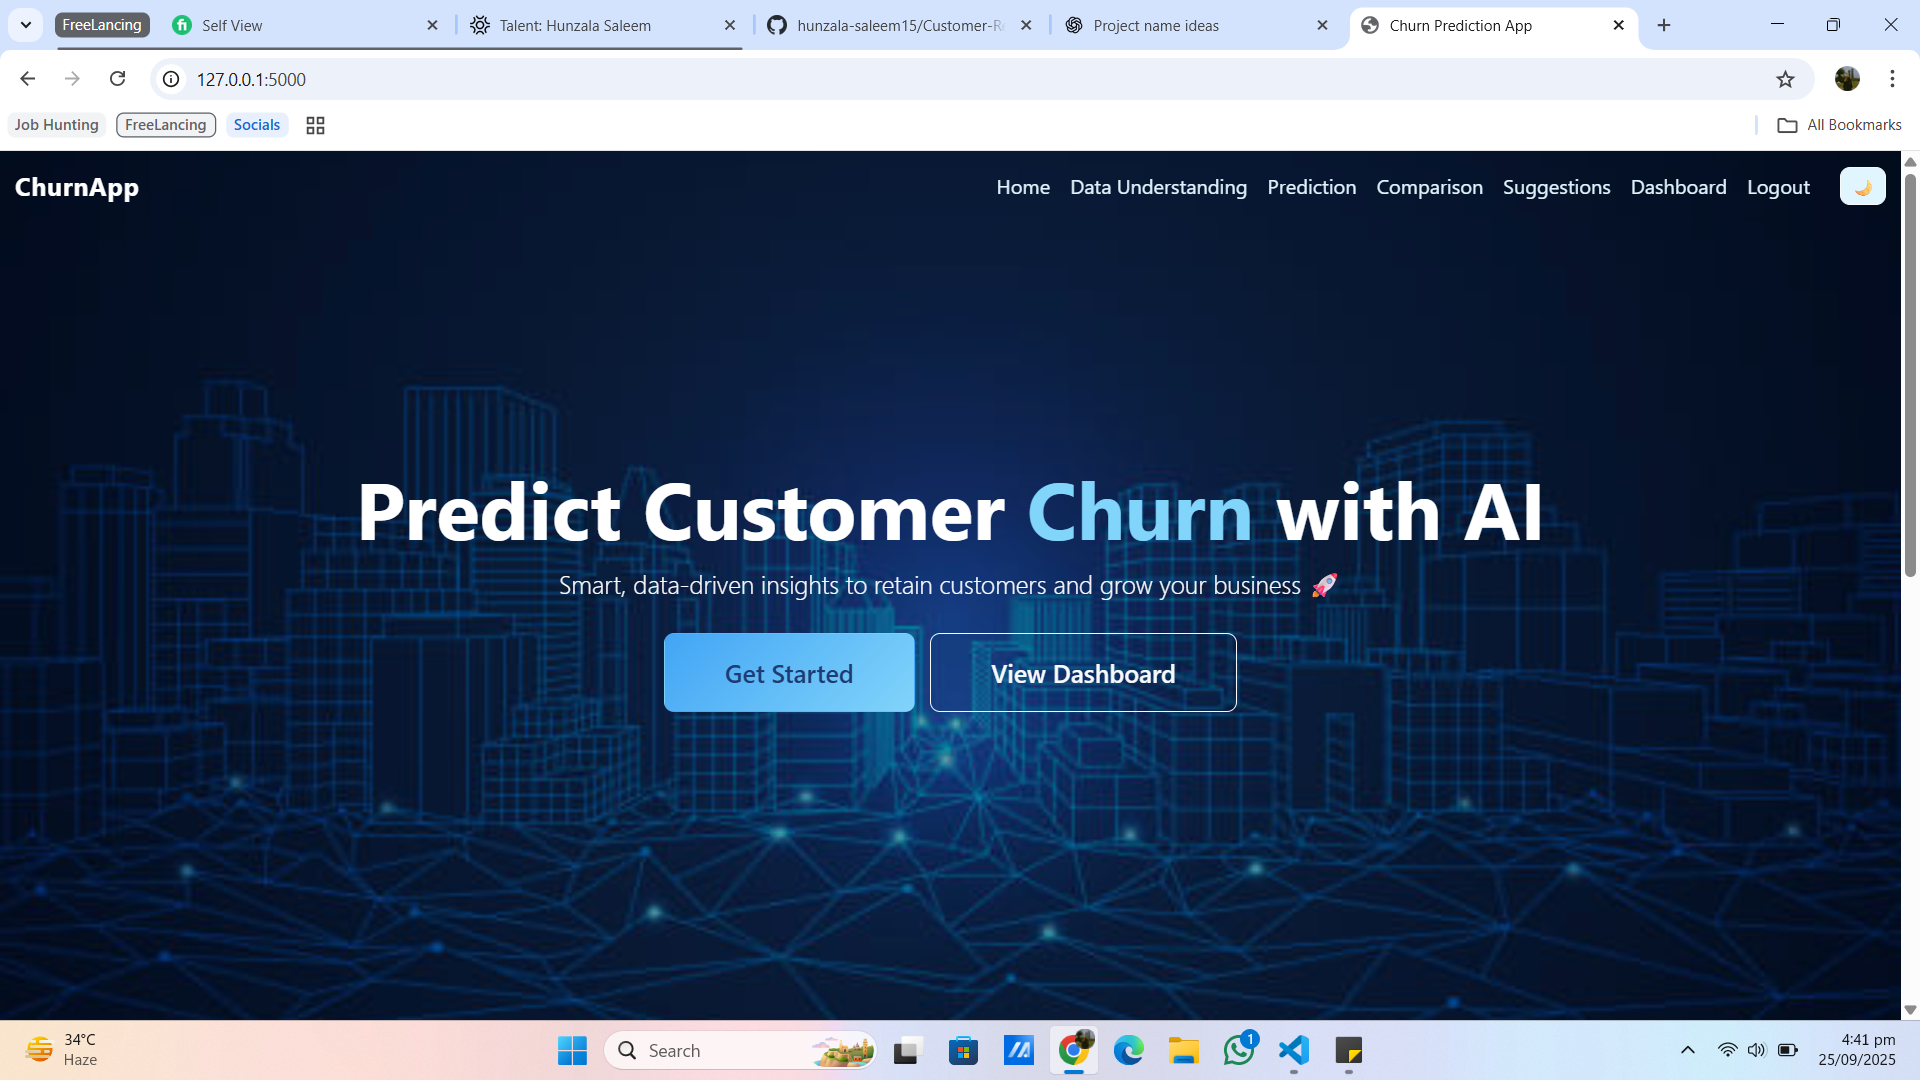 FreeLancing
Self View
Talent: Hunzala Saleem
hunzala-saleem15/Customer-Re
Project name ideas
Churn Prediction App
127.0.0.1:5000
Job Hunting
FreeLancing
Socials
All Bookmarks
ChurnApp
Home
Data Understanding
Prediction
Comparison
Suggestions
Dashboard
Logout
Predict Customer Churn with AI
Smart, data-driven insights to retain customers and grow your business 🚀
Get Started
View Dashboard
34°C
Haze
Search
1
4:41 pm
25/09/2025